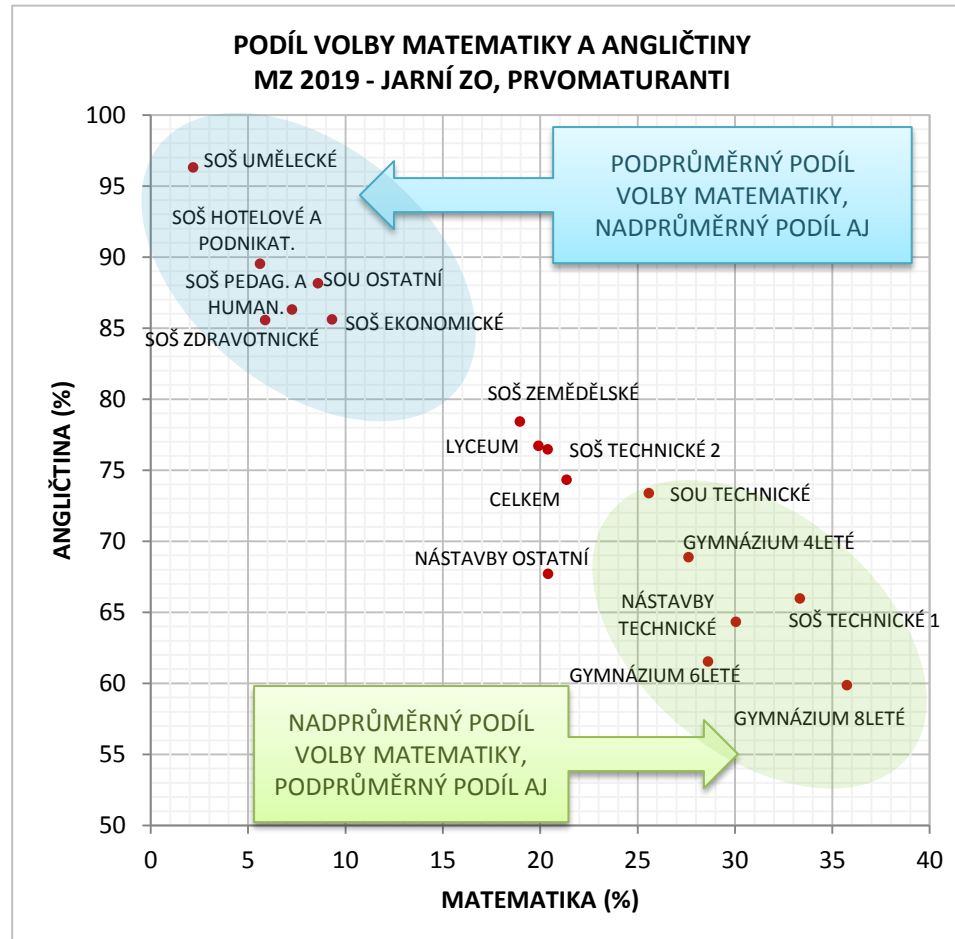 PODÍL VOLBY MATEMATIKY A ANGLIČTINY
MZ 2019 - JARNÍ ZO, PRVOMATURANTI
ANGLIČTINA (%)
100
95
90
85
80
75
70
65
60
55
50
SOŠ UMĚLECKÉ
SOŠ HOTELOVÉ A
PODNIKAT.
SOŠ PEDAG. A
HUMAN.
SOU OSTATNÍ
SOŠ ZDRAVOTNICKÉ
SOŠ EKONOMICKÉ
PODPRŮMĚRNÝ PODÍL
VOLBY MATEMATIKY,
NADPRŮMĚRNÝ PODÍL AJ
SOŠ ZEMĚDĚLSKÉ
LYCEUM
SOŠ TECHNICKÉ 2
CELKEM
SOU TECHNICKÉ
NÁSTAVBY OSTATNÍ
GYMNÁZIUM 4LETÉ
NÁSTAVBY
TECHNICKÉ
SOŠ TECHNICKÉ 1
GYMNÁZIUM 6LETÉ
GYMNÁZIUM 8LETÉ
NADPRŮMĚRNÝ PODÍL
VOLBY MATEMATIKY,
PODPRŮMĚRNÝ PODÍL AJ
0 5 10 15 20 25 30 35 40
MATEMATIKA (%)